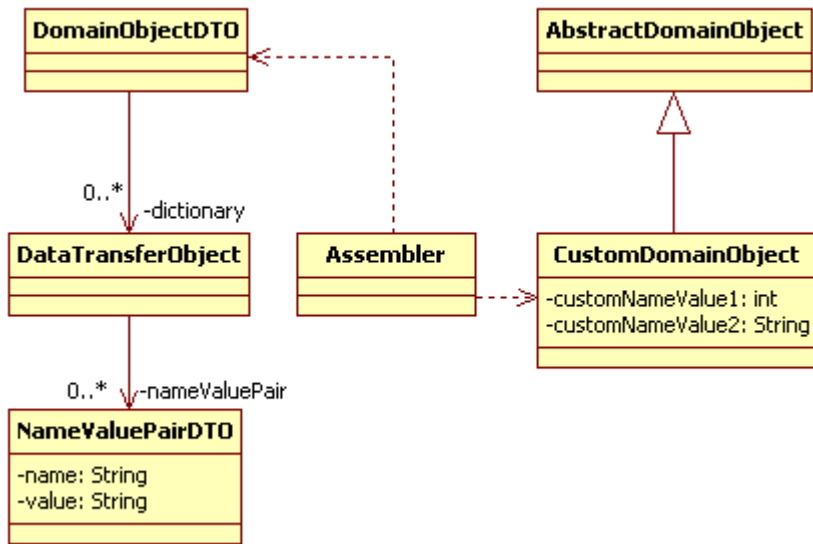 DomainObjectDTO
AbstractDomainObject
0..*
-dictionary
DataTransferObject
Assembler
CustomDomainObject
-customNameValue1: int
-customNameValue2: String
0..*
-nameValuePair
NameValuePairDTO
-name: String
-value: String